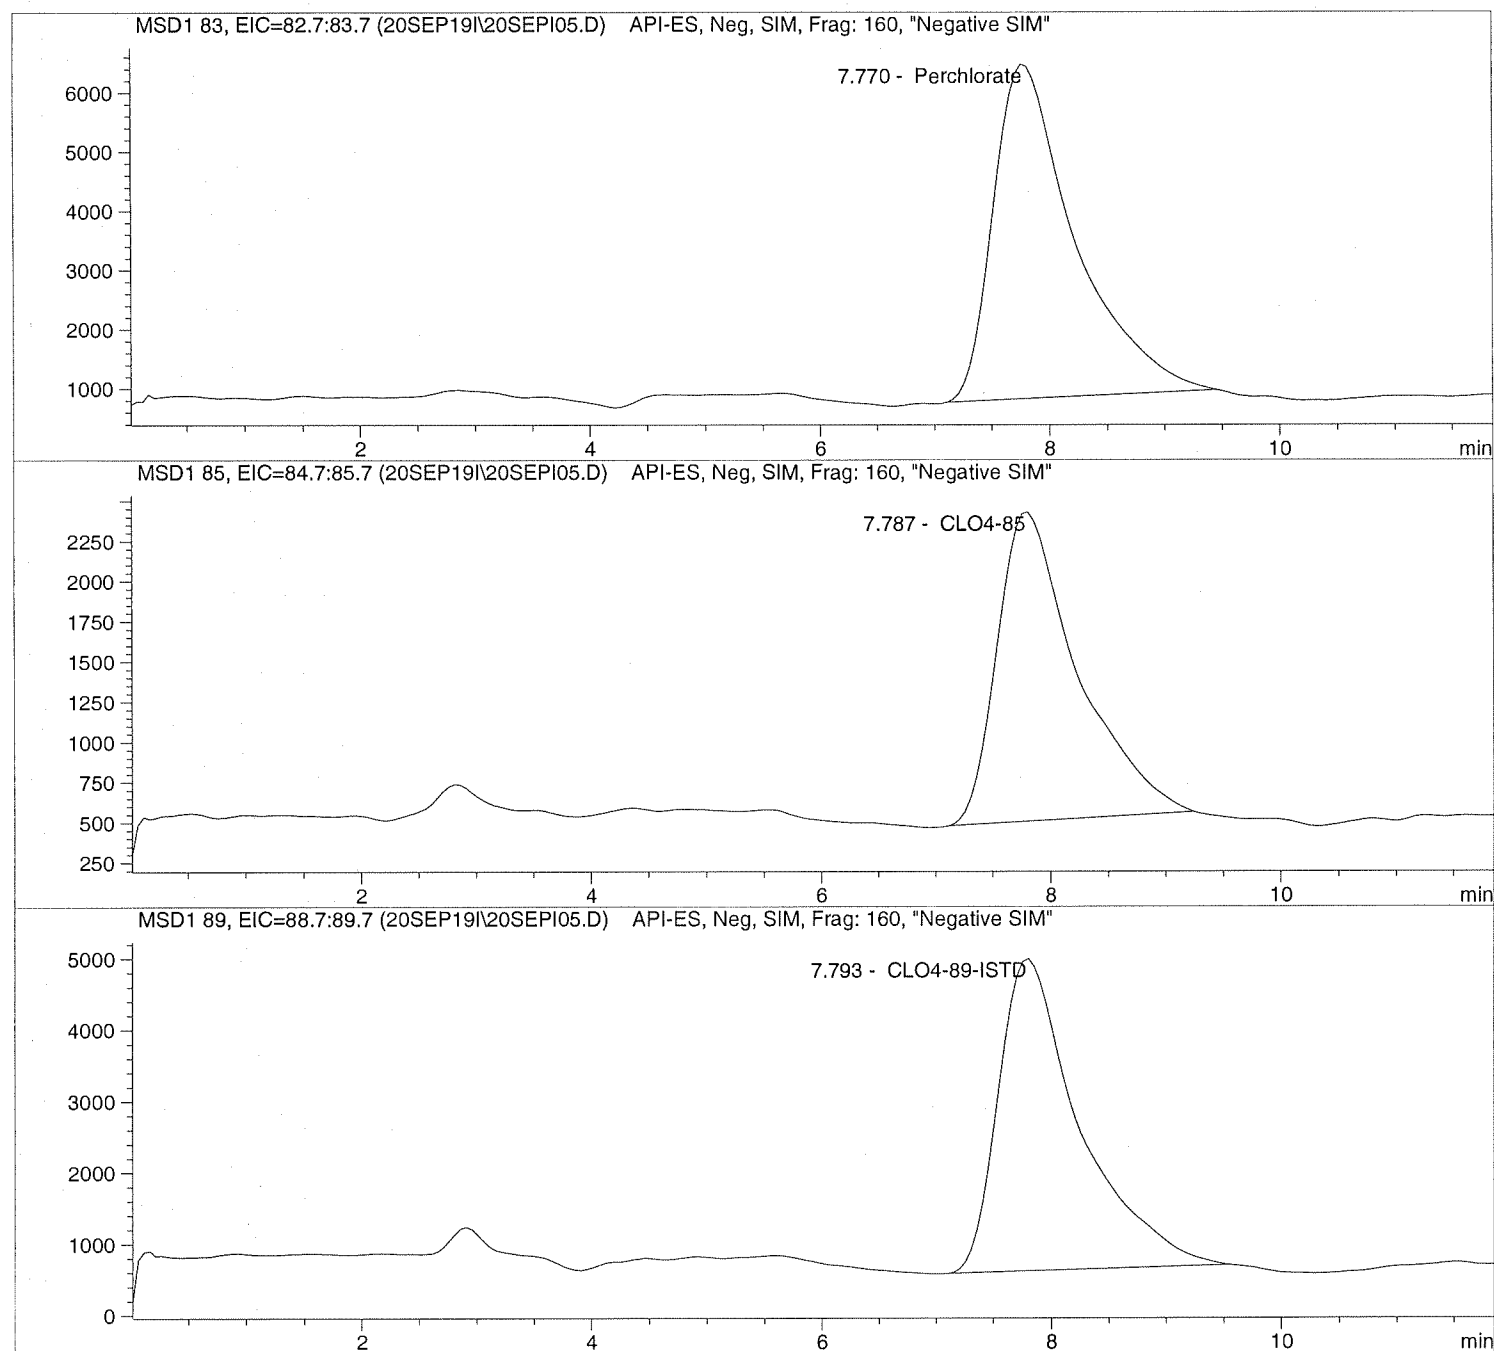 MSD1 83, EIC=82.7:83.7 (20SEP19I\20SEPI05.D)    API-ES, Neg, SIM, Frag: 160, "Negative SIM"
7.770 -  Perchlorate
6000
5000
4000
3000
2000
1000
2 4 6 8 10 min
MSD1 85, EIC=84.7:85.7 (20SEP19I\20SEPI05.D)    API-ES, Neg, SIM, Frag: 160, "Negative SIM"
7.787 -  CLO4-85
2250
2000
1750
1500
1250
1000
750
500
250
2 4 6 8 10 min
MSD1 89, EIC=88.7:89.7 (20SEP19I\20SEPI05.D)    API-ES, Neg, SIM, Frag: 160, "Negative SIM"
7.793 -  CLO4-89-ISTD
5000
4000
3000
2000
1000
0
2 4 6 8 10 min